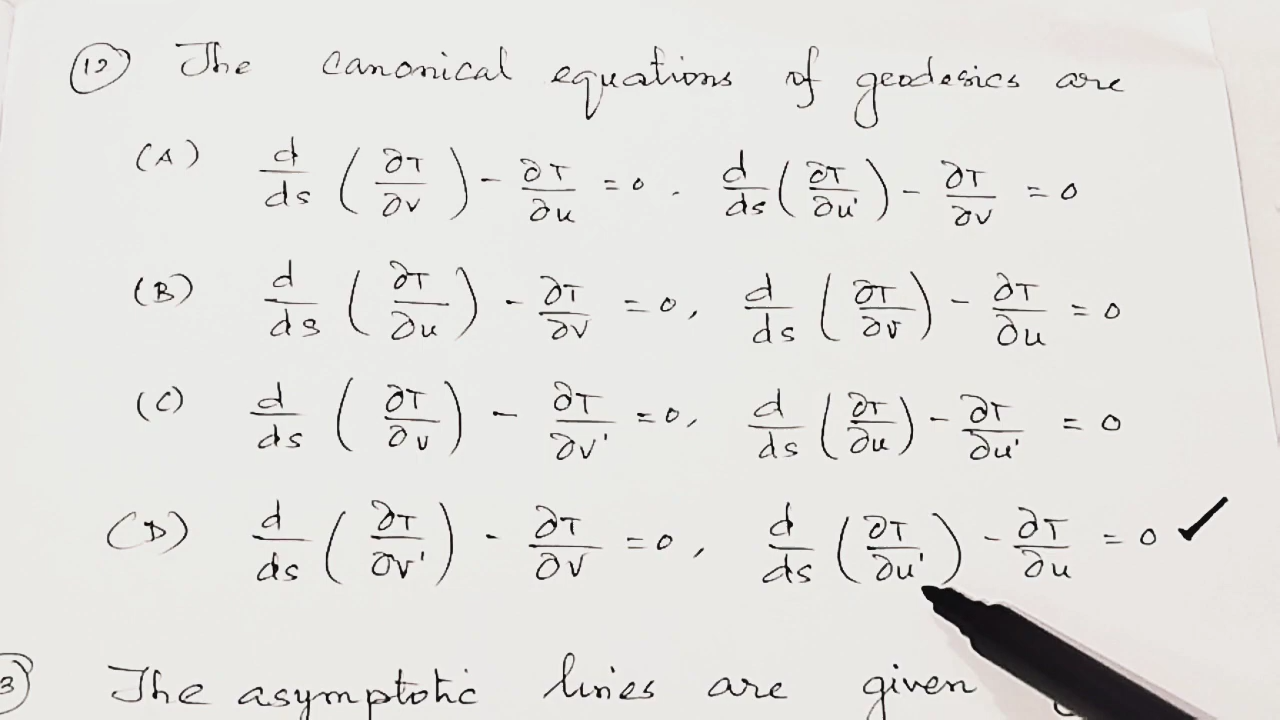 (12) The canonical equations of geodesics are
(A) d/ds (∂T/∂v) - ∂T/∂u = 0 . d/ds (∂T/∂u') - ∂T/∂v = 0
(B) d/ds (∂T/∂u) - ∂T/∂v = 0, d/ds (∂T/∂v) - ∂T/∂u = 0
(C) d/ds (∂T/∂v) - ∂T/∂v' = 0, d/ds (∂T/∂u) - ∂T/∂u' = 0
(D) d/ds (∂T/∂v') - ∂T/∂v = 0, d/ds (∂T/∂u') - ∂T/∂u = 0 ✓
3) The asymptotic lines are given